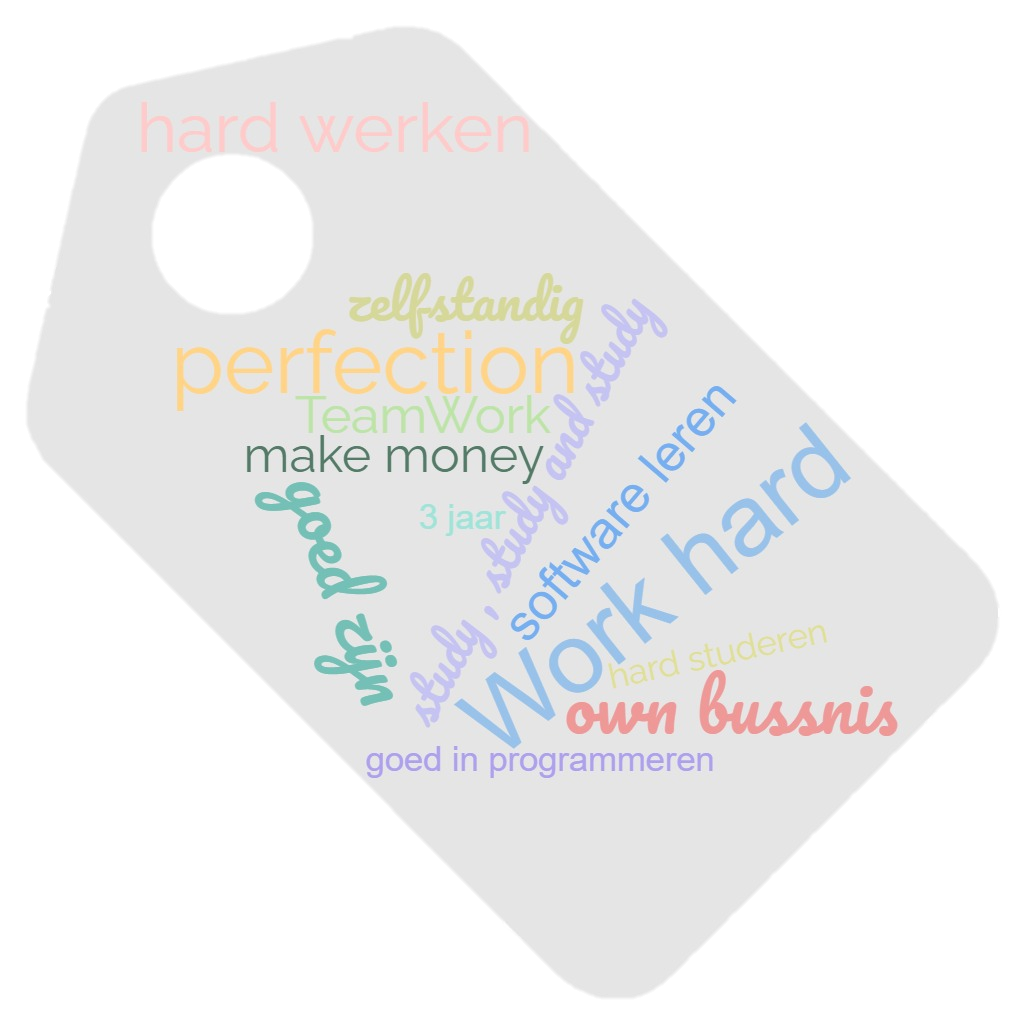 hard werken
zelfstandig
perfection
TeamWork
make money
study , study and study
3 jaar
goed zijn
software leren
Work hard
hard studeren
own bussnis
goed in programmeren